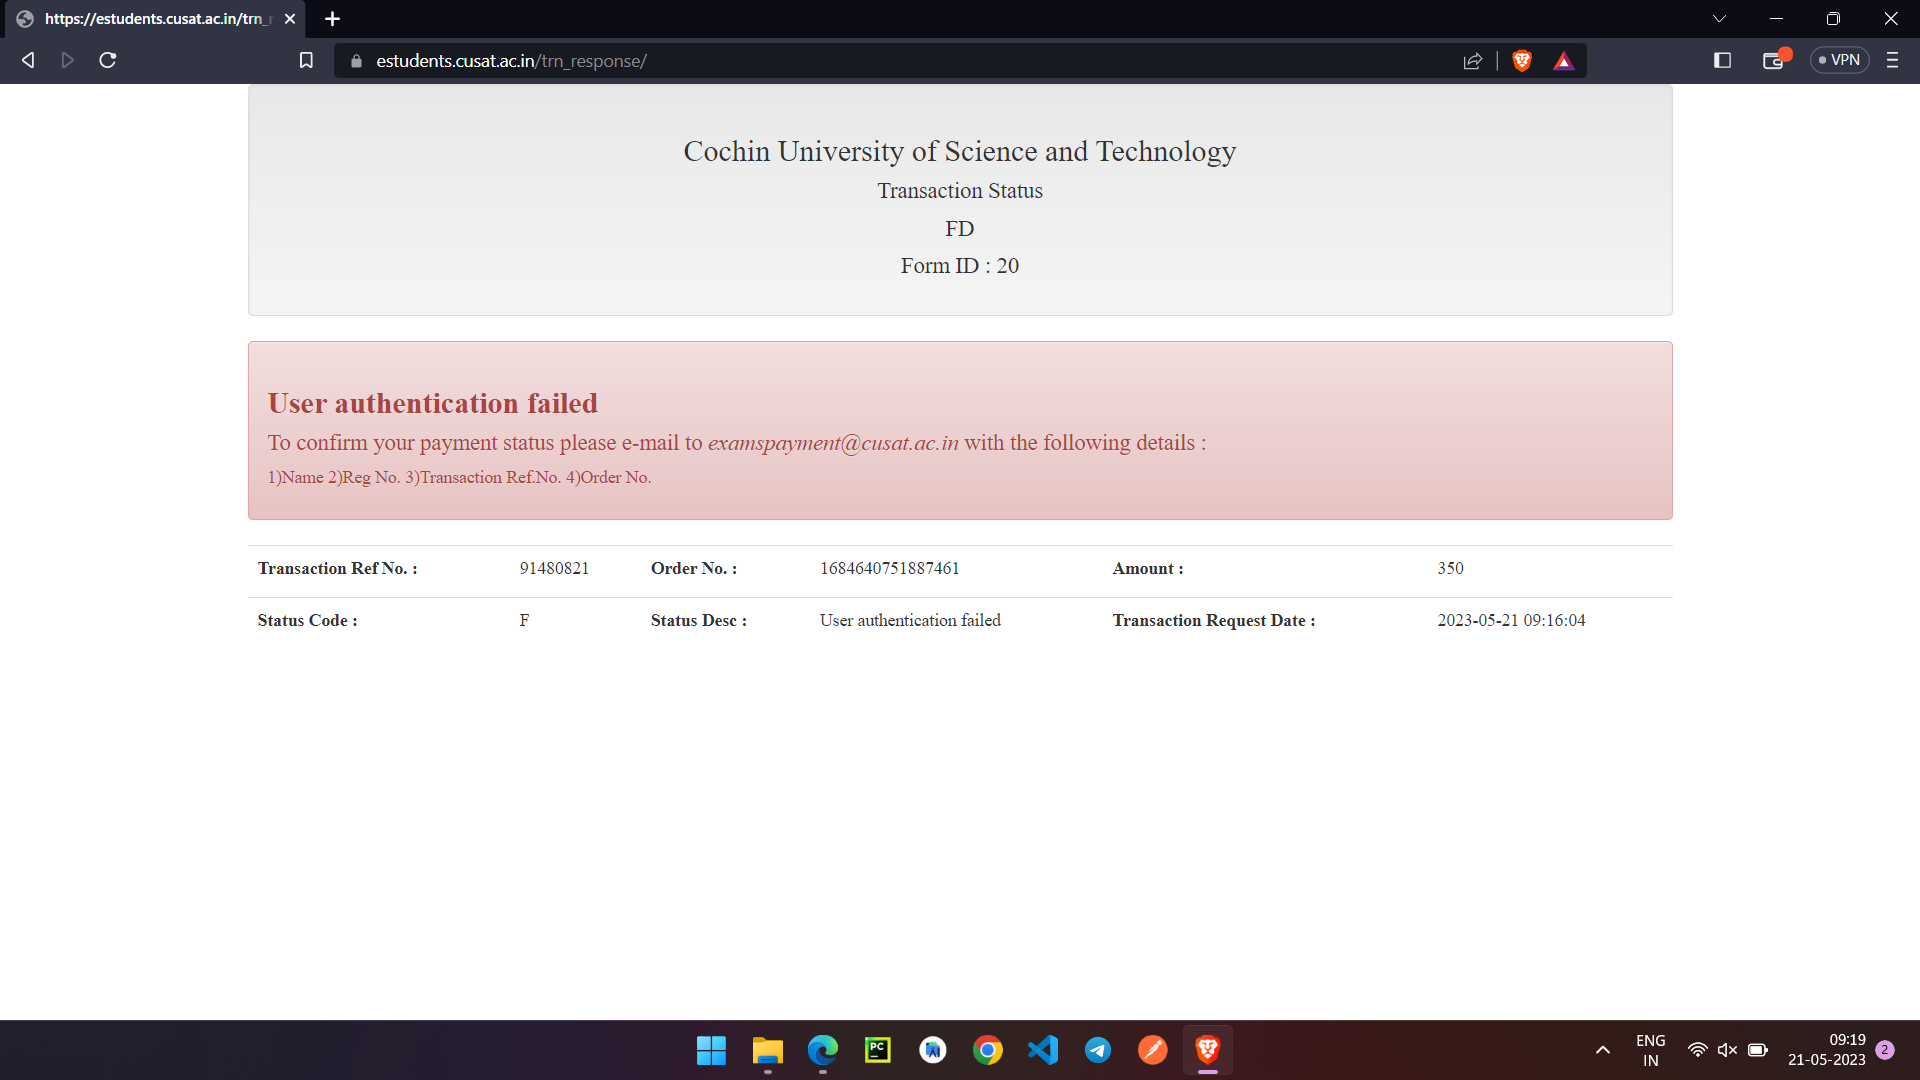 https://estudents.cusat.ac.in/trn_r
estudents.cusat.ac.in/trn_response/
VPN
Cochin University of Science and Technology
Transaction Status
FD
Form ID : 20
User authentication failed
To confirm your payment status please e-mail to examspayment@cusat.ac.in with the following details :
1)Name 2)Reg No. 3)Transaction Ref.No. 4)Order No.
Transaction Ref No. : 91480821 Order No. : 1684640751887461 Amount : 350
Status Code : F Status Desc : User authentication failed Transaction Request Date : 2023-05-21 09:16:04
PC
ENG
IN
09:19
21-05-2023
2